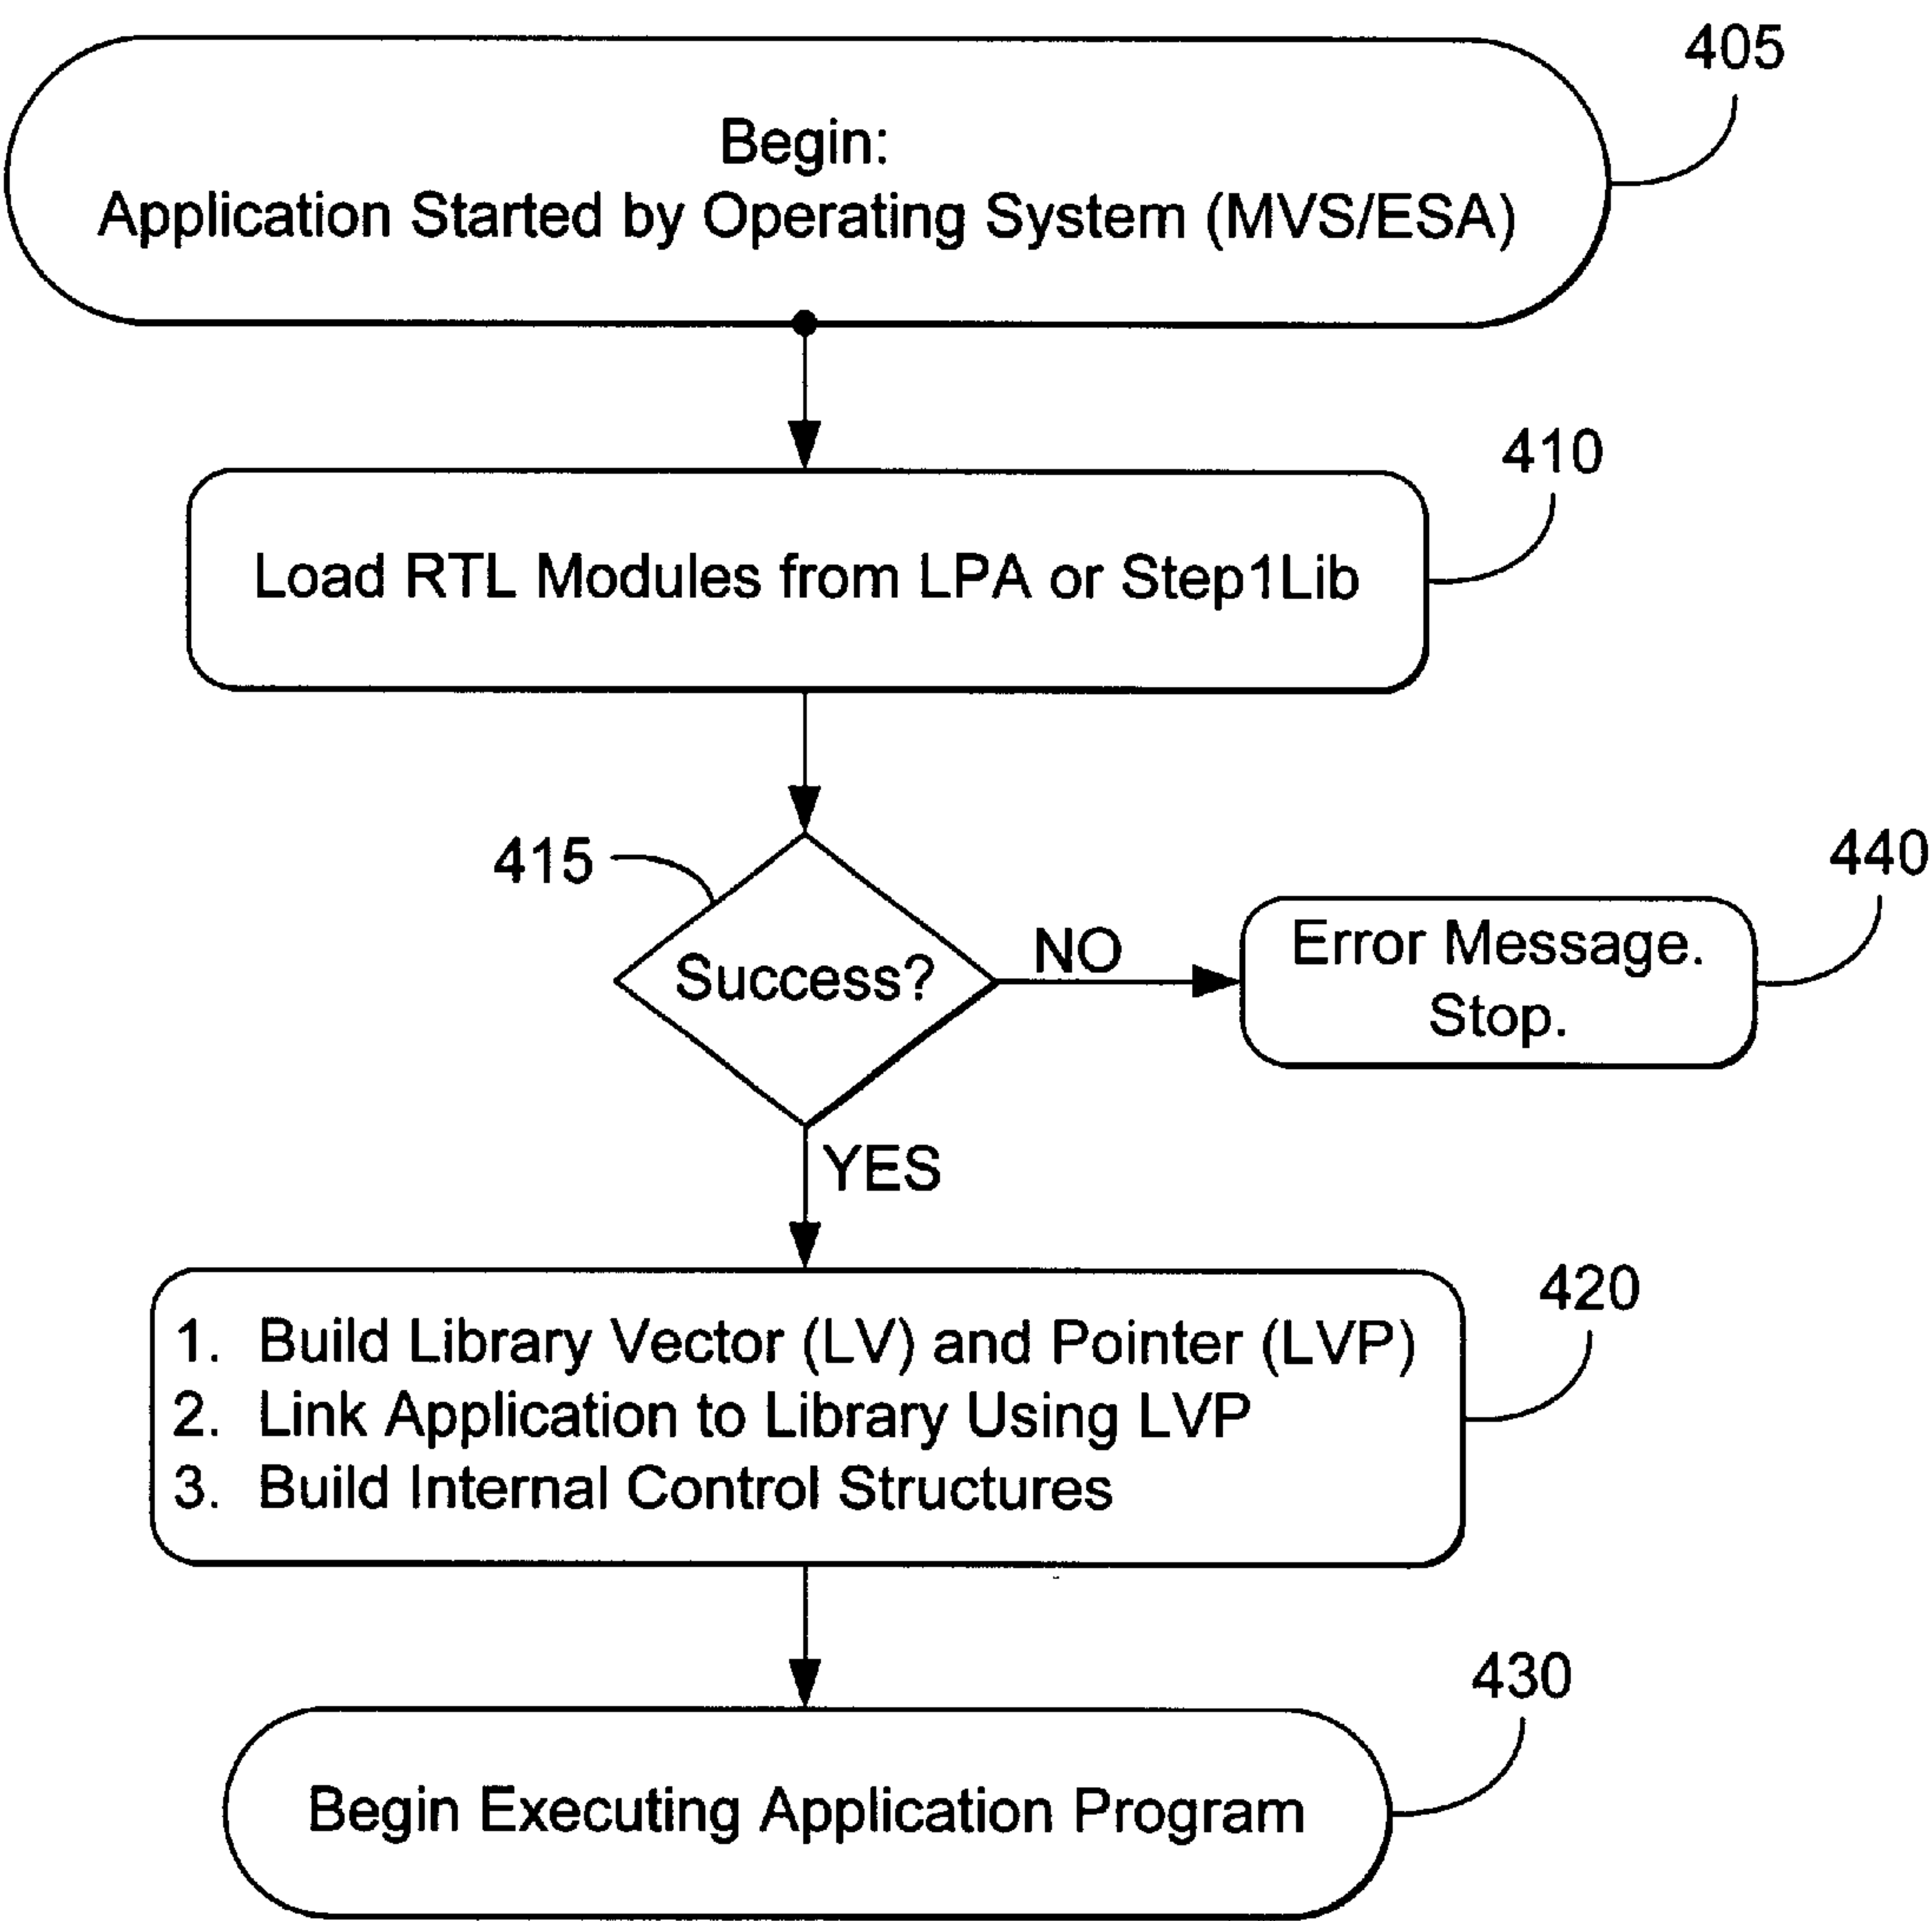 405
Begin:
Application Started by Operating System (MVS/ESA)
410
Load RTL Modules from LPA or Step1Lib
415
Success?
NO
440
Error Message.
Stop.
YES
420
1. Build Library Vector (LV) and Pointer (LVP)
2. Link Application to Library Using LVP
3. Build Internal Control Structures
430
Begin Executing Application Program